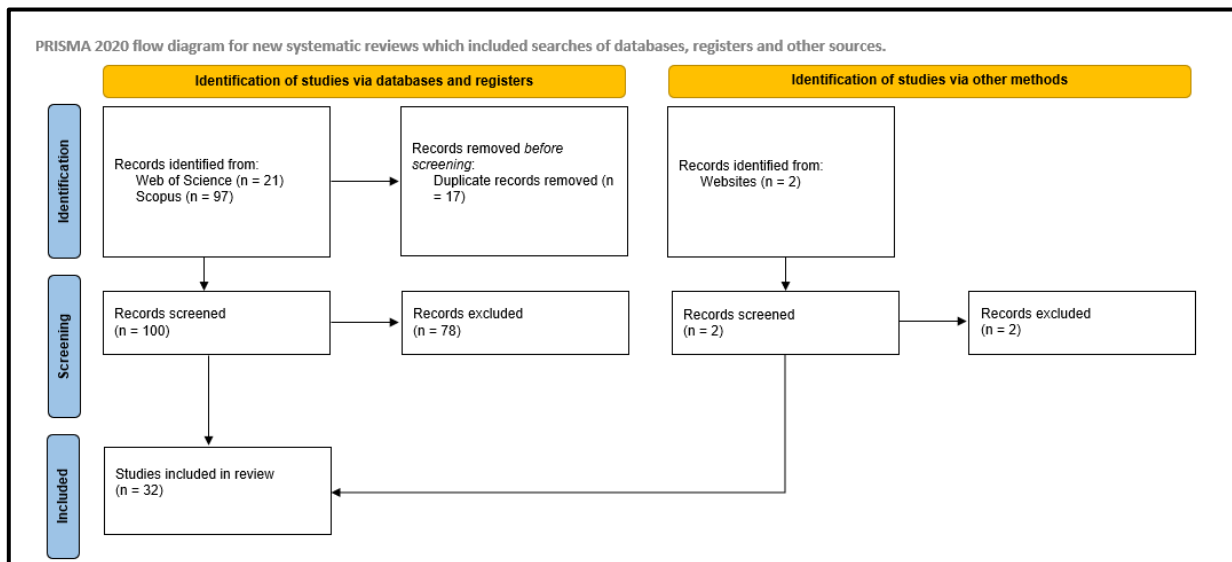 PRISMA 2020 flow diagram for new systematic reviews which included searches of databases, registers and other sources.
Identification of studies via databases and registers
Identification of studies via other methods
Identification
Records identified from:
Web of Science (n = 21)
Scopus (n = 97)
Records removed before
screening:
Duplicate records removed (n
= 17)
Records identified from:
Websites (n = 2)
Screening
Records screened
(n = 100)
Records excluded
(n = 78)
Records screened
(n = 2)
Records excluded
(n = 2)
Included
Studies included in review
(n = 32)